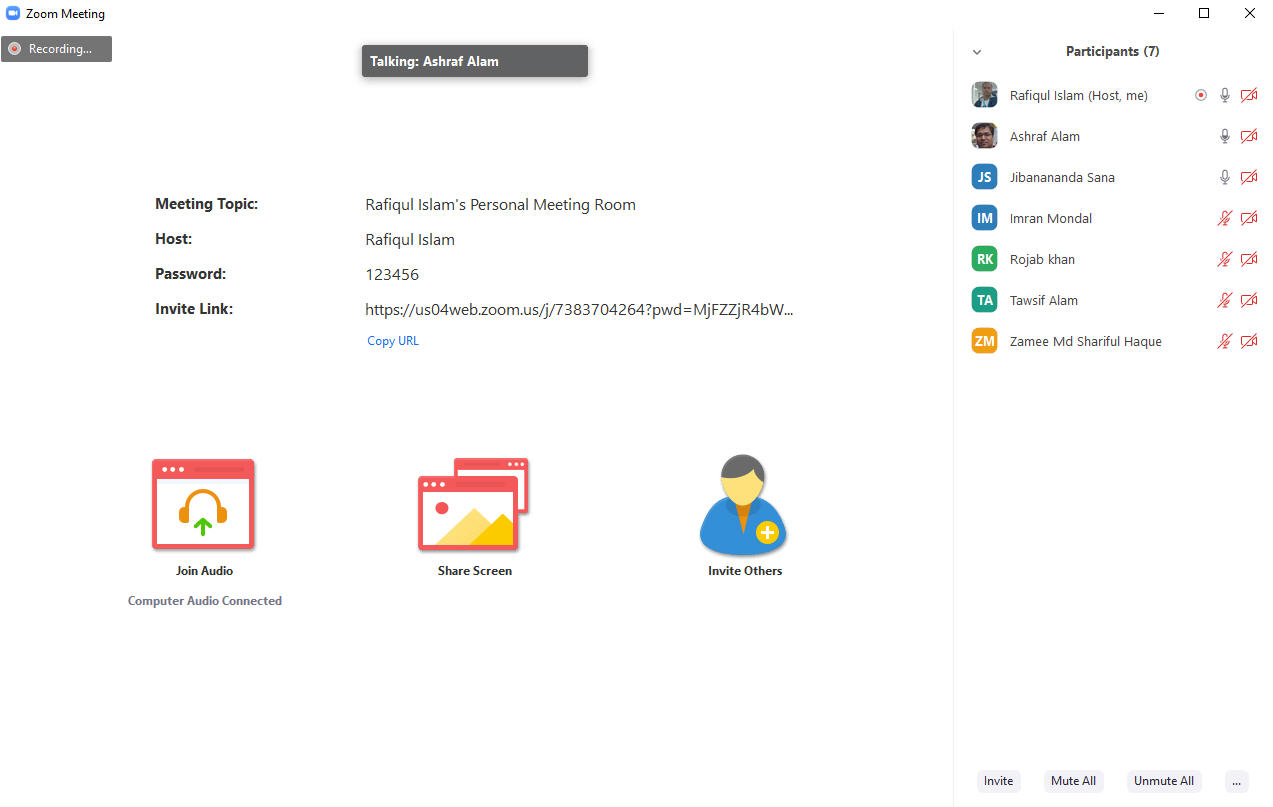 Zoom Meeting
Recording...
Talking: Ashraf Alam
Meeting Topic: Rafiqul Islam's Personal Meeting Room
Host: Rafiqul Islam
Password: 123456
Invite Link: https://us04web.zoom.us/j/7383704264?pwd=MjFZZjR4bW...
Copy URL
Join Audio
Computer Audio Connected
Share Screen
Invite Others
Participants (7)
Rafiqul Islam (Host, me)
Ashraf Alam
JS Jibanananda Sana
IM Imran Mondal
RK Rojab khan
TA Tawsif Alam
ZM Zamee Md Shariful Haque
Invite Mute All Unmute All ...